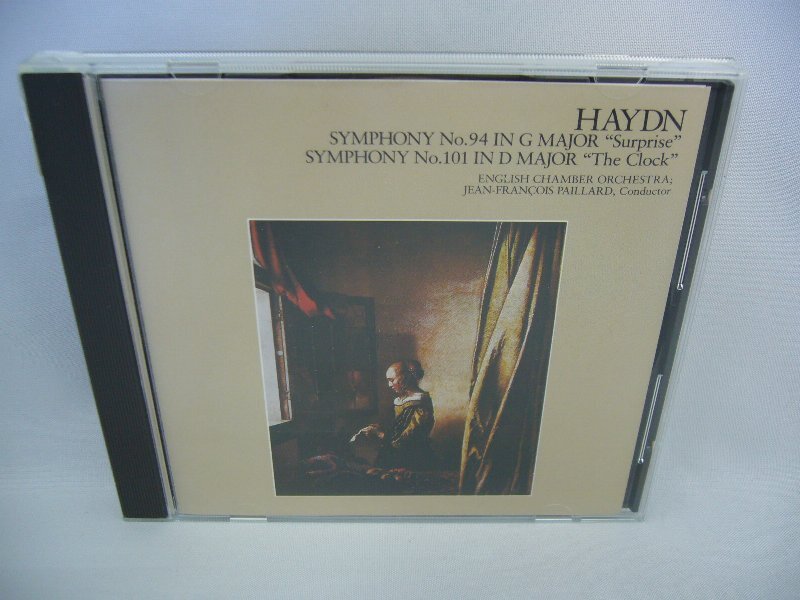 HAYDN
SYMPHONY No.94 IN G MAJOR “Surprise”
SYMPHONY No.101 IN D MAJOR “The Clock”
ENGLISH CHAMBER ORCHESTRA;
JEAN-FRANÇOIS PAILLARD, Conductor